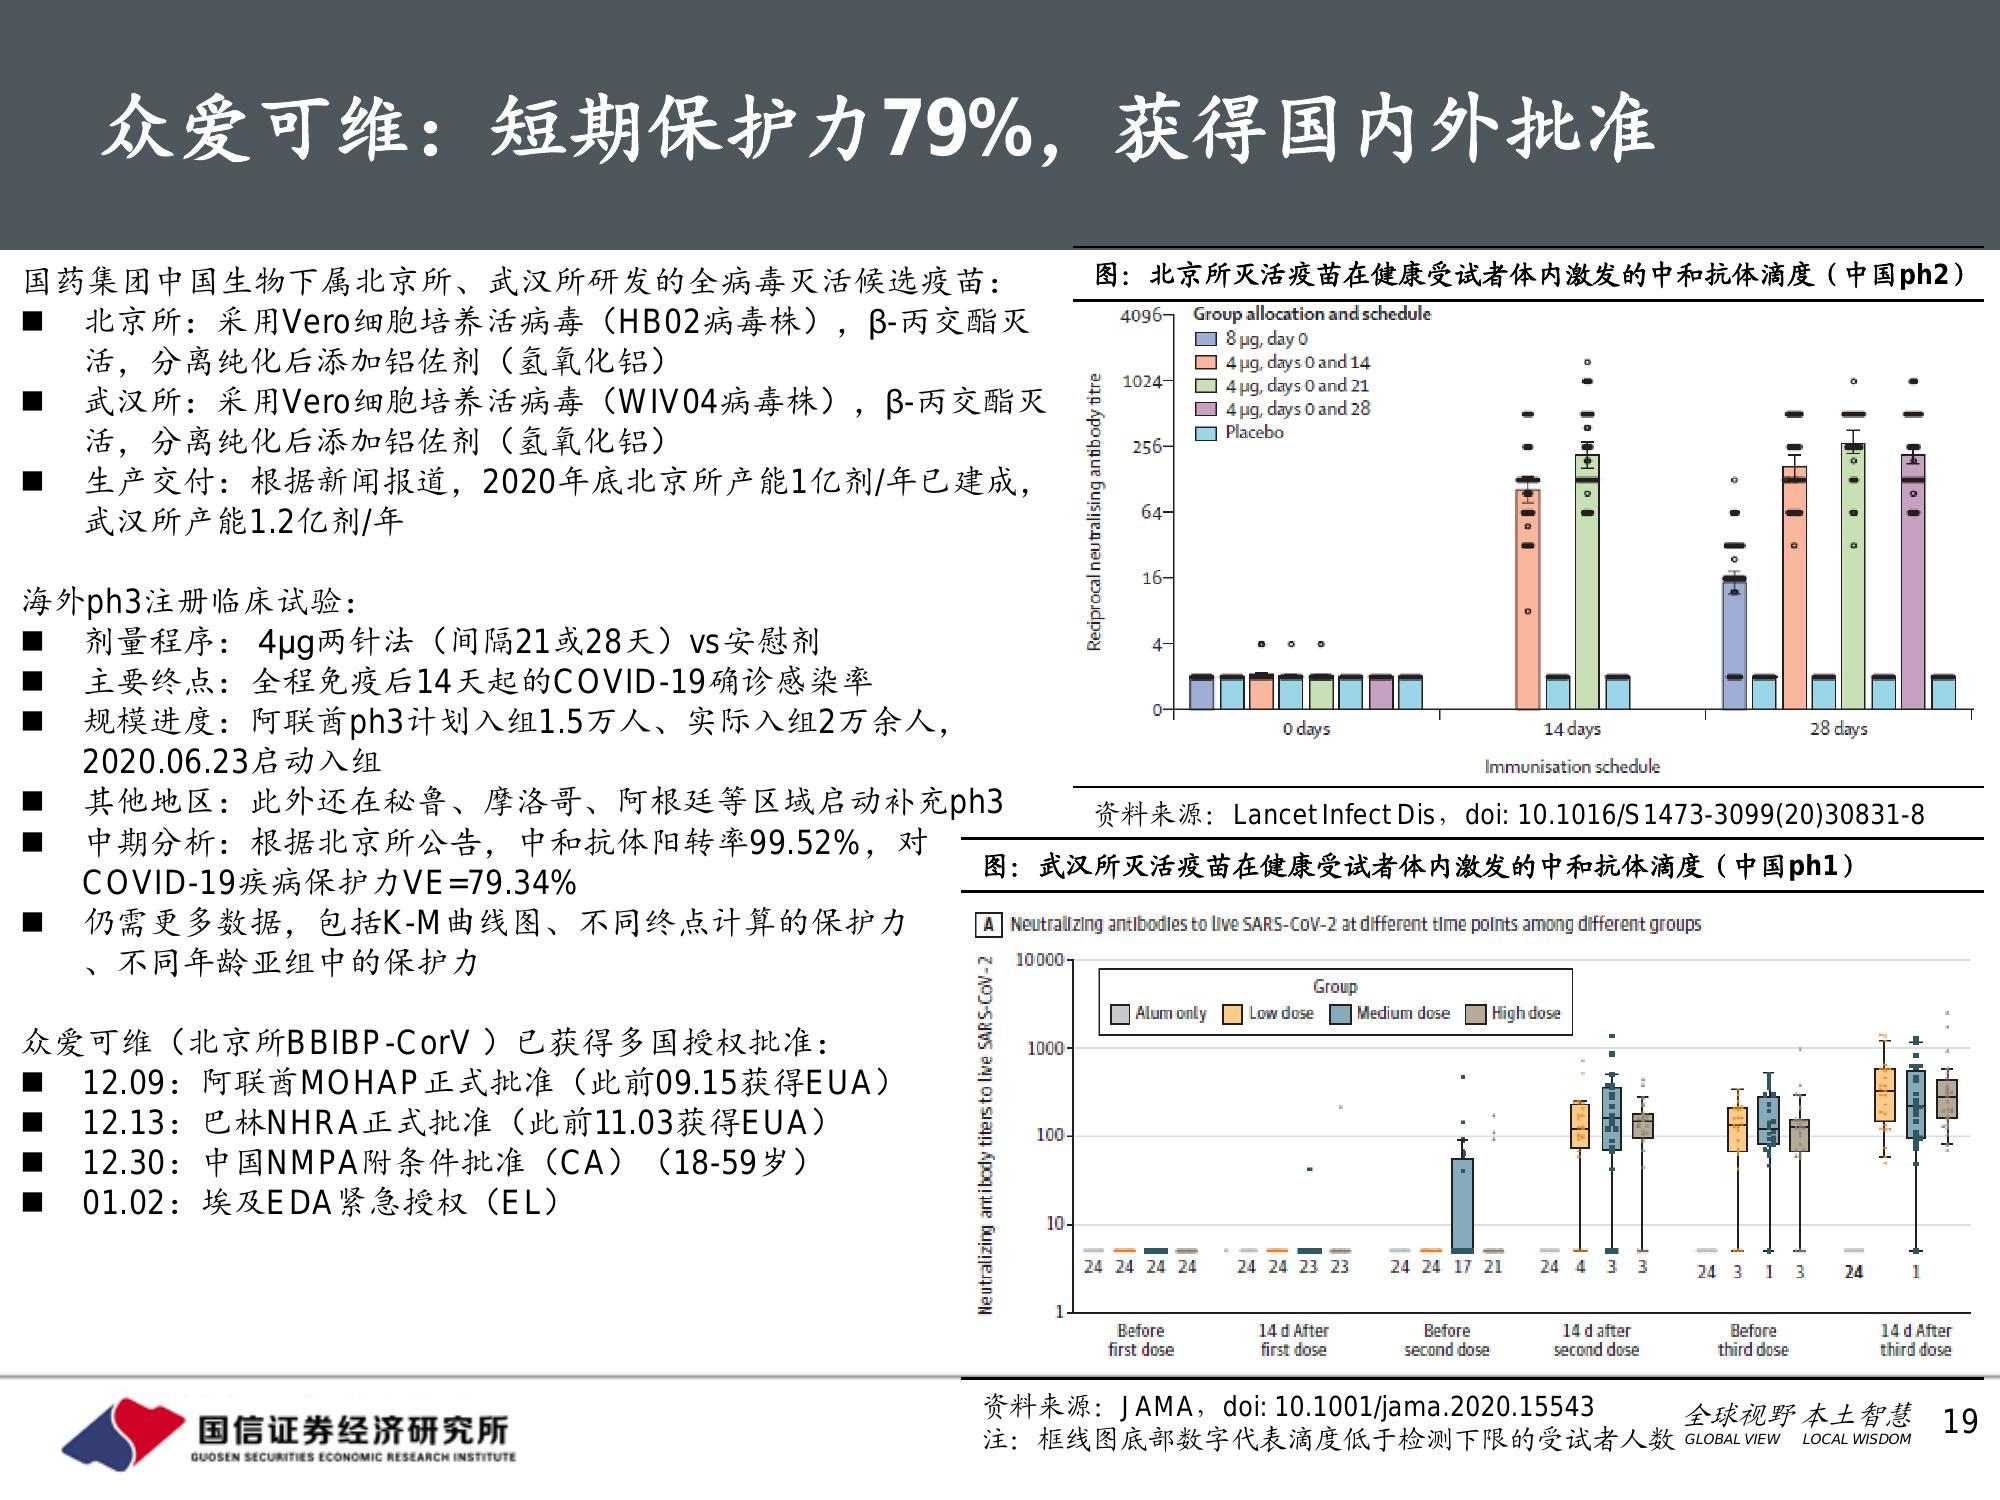 众爱可维：短期保护力79%，获得国内外批准
国药集团中国生物下属北京所、武汉所研发的全病毒灭活候选疫苗：
■ 北京所：采用Vero细胞培养活病毒（HB02病毒株），β-丙交酯灭
活，分离纯化后添加铝佐剂（氢氧化铝）
■ 武汉所：采用Vero细胞培养活病毒（WIV04病毒株），β-丙交酯灭
活，分离纯化后添加铝佐剂（氢氧化铝）
■ 生产交付：根据新闻报道，2020年底北京所产能1亿剂/年已建成，
武汉所产能1.2亿剂/年
海外ph3注册临床试验：
■ 剂量程序： 4μg两针法（间隔21或28天）vs安慰剂
■ 主要终点：全程免疫后14天起的COVID-19确诊感染率
■ 规模进度：阿联酋ph3计划入组1.5万人、实际入组2万余人，
2020.06.23启动入组
■ 其他地区：此外还在秘鲁、摩洛哥、阿根廷等区域启动补充ph3
■ 中期分析：根据北京所公告，中和抗体阳转率99.52%，对
COVID-19疾病保护力VE=79.34%
■ 仍需更多数据，包括K-M曲线图、不同终点计算的保护力
、不同年龄亚组中的保护力
众爱可维（北京所BBIBP-CorV ）已获得多国授权批准：
■ 12.09：阿联酋MOHAP正式批准（此前09.15获得EUA）
■ 12.13：巴林NHRA正式批准（此前11.03获得EUA）
■ 12.30：中国NMPA附条件批准（CA）（18-59岁）
■ 01.02：埃及EDA紧急授权（EL）
图：北京所灭活疫苗在健康受试者体内激发的中和抗体滴度（中国ph2）
Group allocation and schedule
8 μg, day 0
4 μg, days 0 and 14
4 μg, days 0 and 21
4 μg, days 0 and 28
Placebo
Reciprocal neutralising antibody titre
4096
1024
256
64
16
4
0
0 days 14 days 28 days
Immunisation schedule
资料来源：Lancet Infect Dis，doi: 10.1016/S1473-3099(20)30831-8
图：武汉所灭活疫苗在健康受试者体内激发的中和抗体滴度（中国ph1）
A Neutralizing antibodies to live SARS-CoV-2 at different time points among different groups
Neutralizing antibody titers to live SARS-CoV-2
Group
Alum only Low dose Medium dose High dose
10000
1000
100
10
1
24 24 24 24 24 24 23 23 24 24 17 21 24 4 3 3 24 3 1 3 24 1
Before first dose
14 d After first dose
Before second dose
14 d after second dose
Before third dose
14 d After third dose
资料来源：JAMA，doi: 10.1001/jama.2020.15543
注：框线图底部数字代表滴度低于检测下限的受试者人数
国信证券经济研究所
GUOSEN SECURITIES ECONOMIC RESEARCH INSTITUTE
全球视野 本土智慧
GLOBAL VIEW LOCAL WISDOM
19